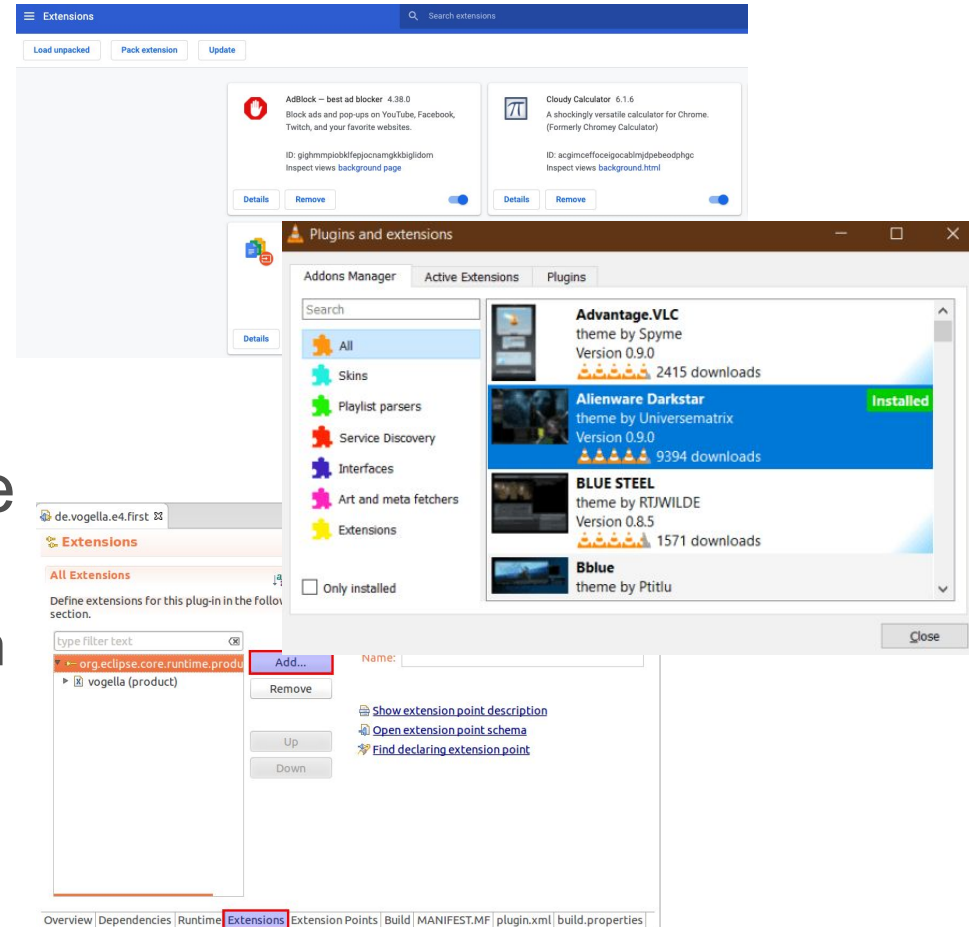 Extensions
Search extensions
Load unpacked
Pack extension
Update
AdBlock — best ad blocker 4.38.0
Block ads and pop-ups on YouTube, Facebook,
Twitch, and your favorite websites.
ID: gighmmpiobklfepjocnamgkkbiglidom
Inspect views background page
Details
Remove
Cloudy Calculator 6.1.6
A shockingly versatile calculator for Chrome.
(Formerly Chromey Calculator)
ID: acgimceffoceigocablmjdpebeodphgc
Inspect views background.html
Details
Remove
Details
Plugins and extensions
Addons Manager
Active Extensions
Plugins
Search
All
Skins
Playlist parsers
Service Discovery
Interfaces
Art and meta fetchers
Extensions
Only installed
Advantage.VLC
theme by Spyme
Version 0.9.0
2415 downloads
Alienware Darkstar
Installed
theme by Universematrix
Version 0.9.0
9394 downloads
BLUE STEEL
theme by RTJWILDE
Version 0.8.5
1571 downloads
Bblue
theme by Ptitlu
Close
e
n
de.vogella.e4.first
Extensions
All Extensions
Define extensions for this plug-in in the follow
section.
type filter text
org.eclipse.core.runtime.produ
vogella (product)
Add...
Remove
Up
Down
Name:
Show extension point description
Open extension point schema
Find declaring extension point
Overview Dependencies Runtime Extensions Extension Points Build MANIFEST.MF plugin.xml build.properties